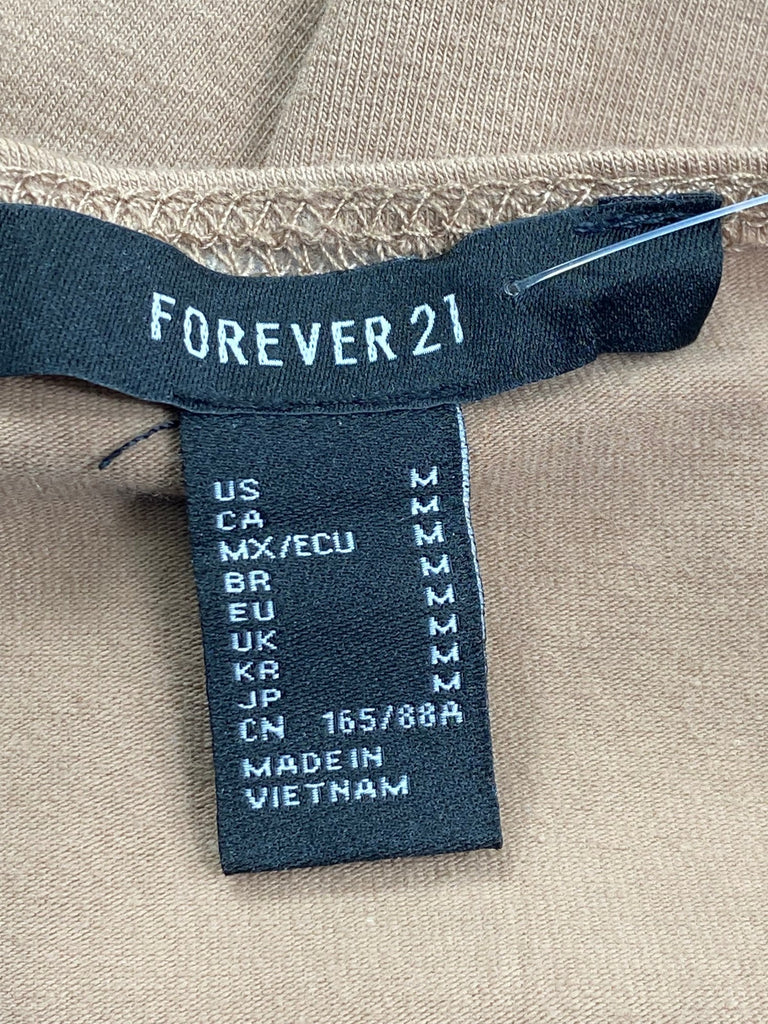 FOREVER 21
US M
CA M
MX/ECU M
BR M
EU M
UK M
KR M
JP M
CN 165/88A
MADE IN
VIETNAM